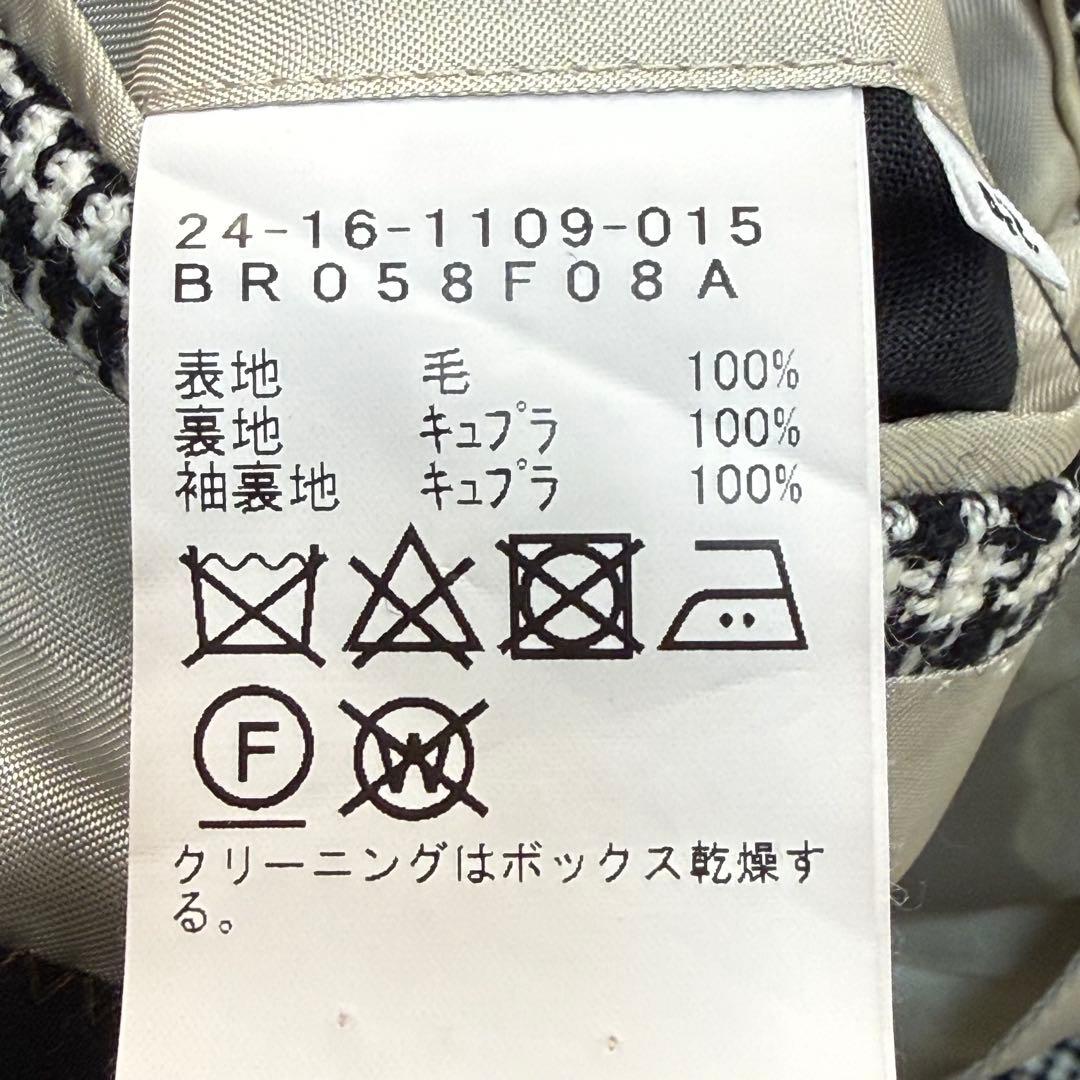 24-16-1109-015
BR058F08A
表地 毛 100%
裏地 キュプラ 100%
袖裏地 キュプラ 100%
F
W
クリーニングはボックス乾燥す
る。